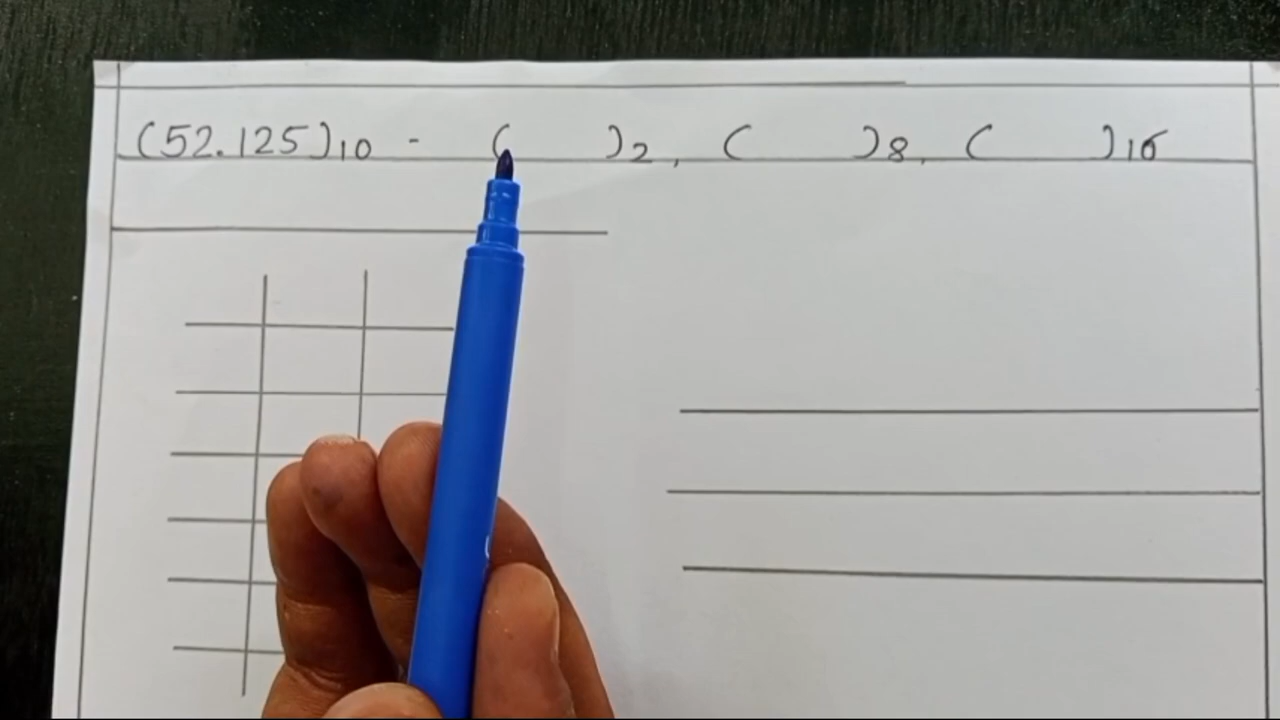 (52.125)10 - (      )2, (      )8, (      )16